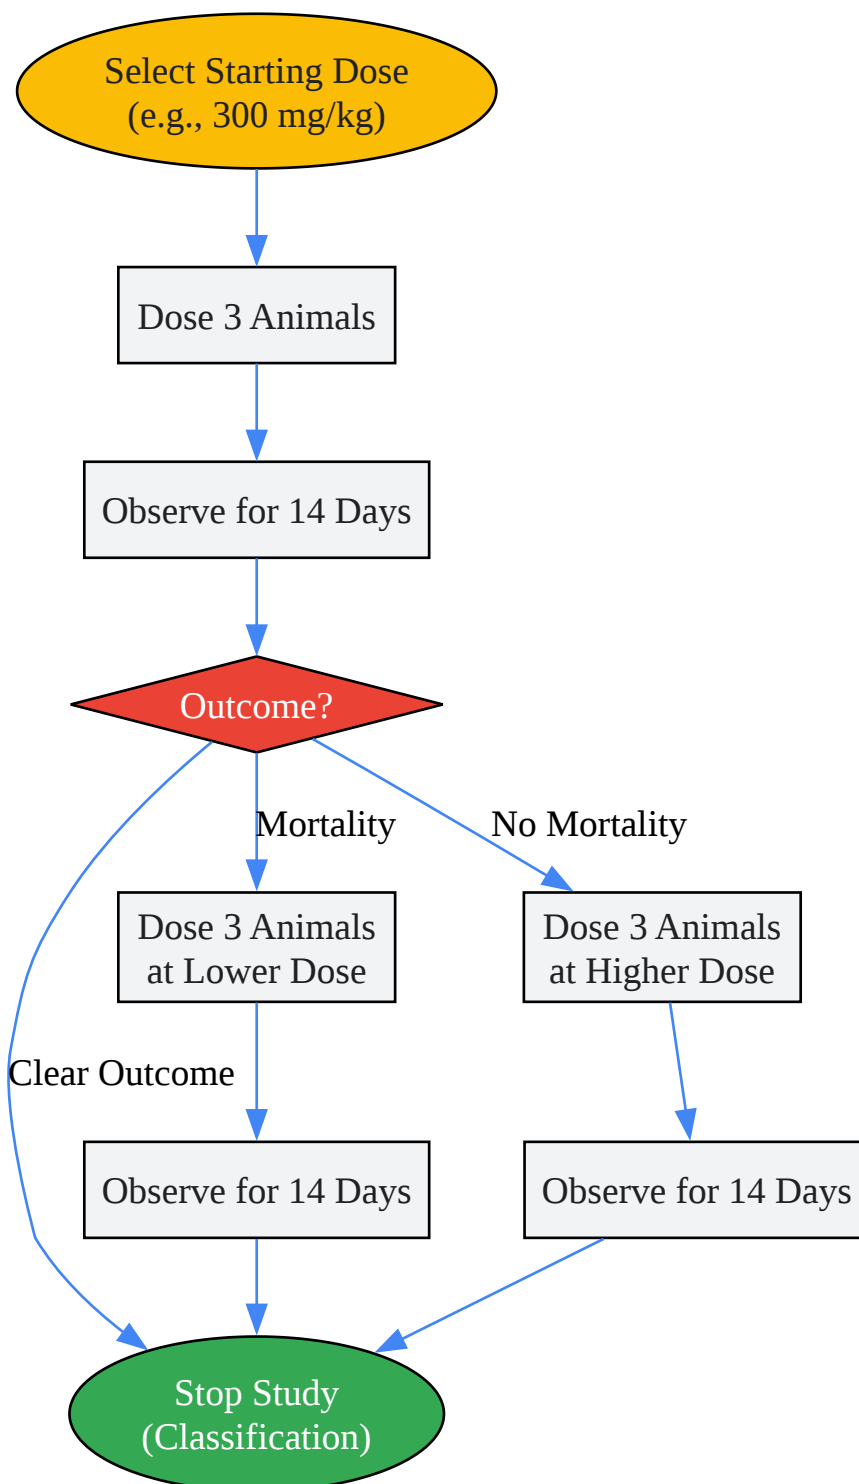 Select Starting Dose
(e.g., 300 mg/kg)
Dose 3 Animals
Observe for 14 Days
Outcome?
Mortality
No Mortality
Dose 3 Animals
at Lower Dose
Dose 3 Animals
at Higher Dose
Clear Outcome
Observe for 14 Days
Observe for 14 Days
Stop Study
(Classification)